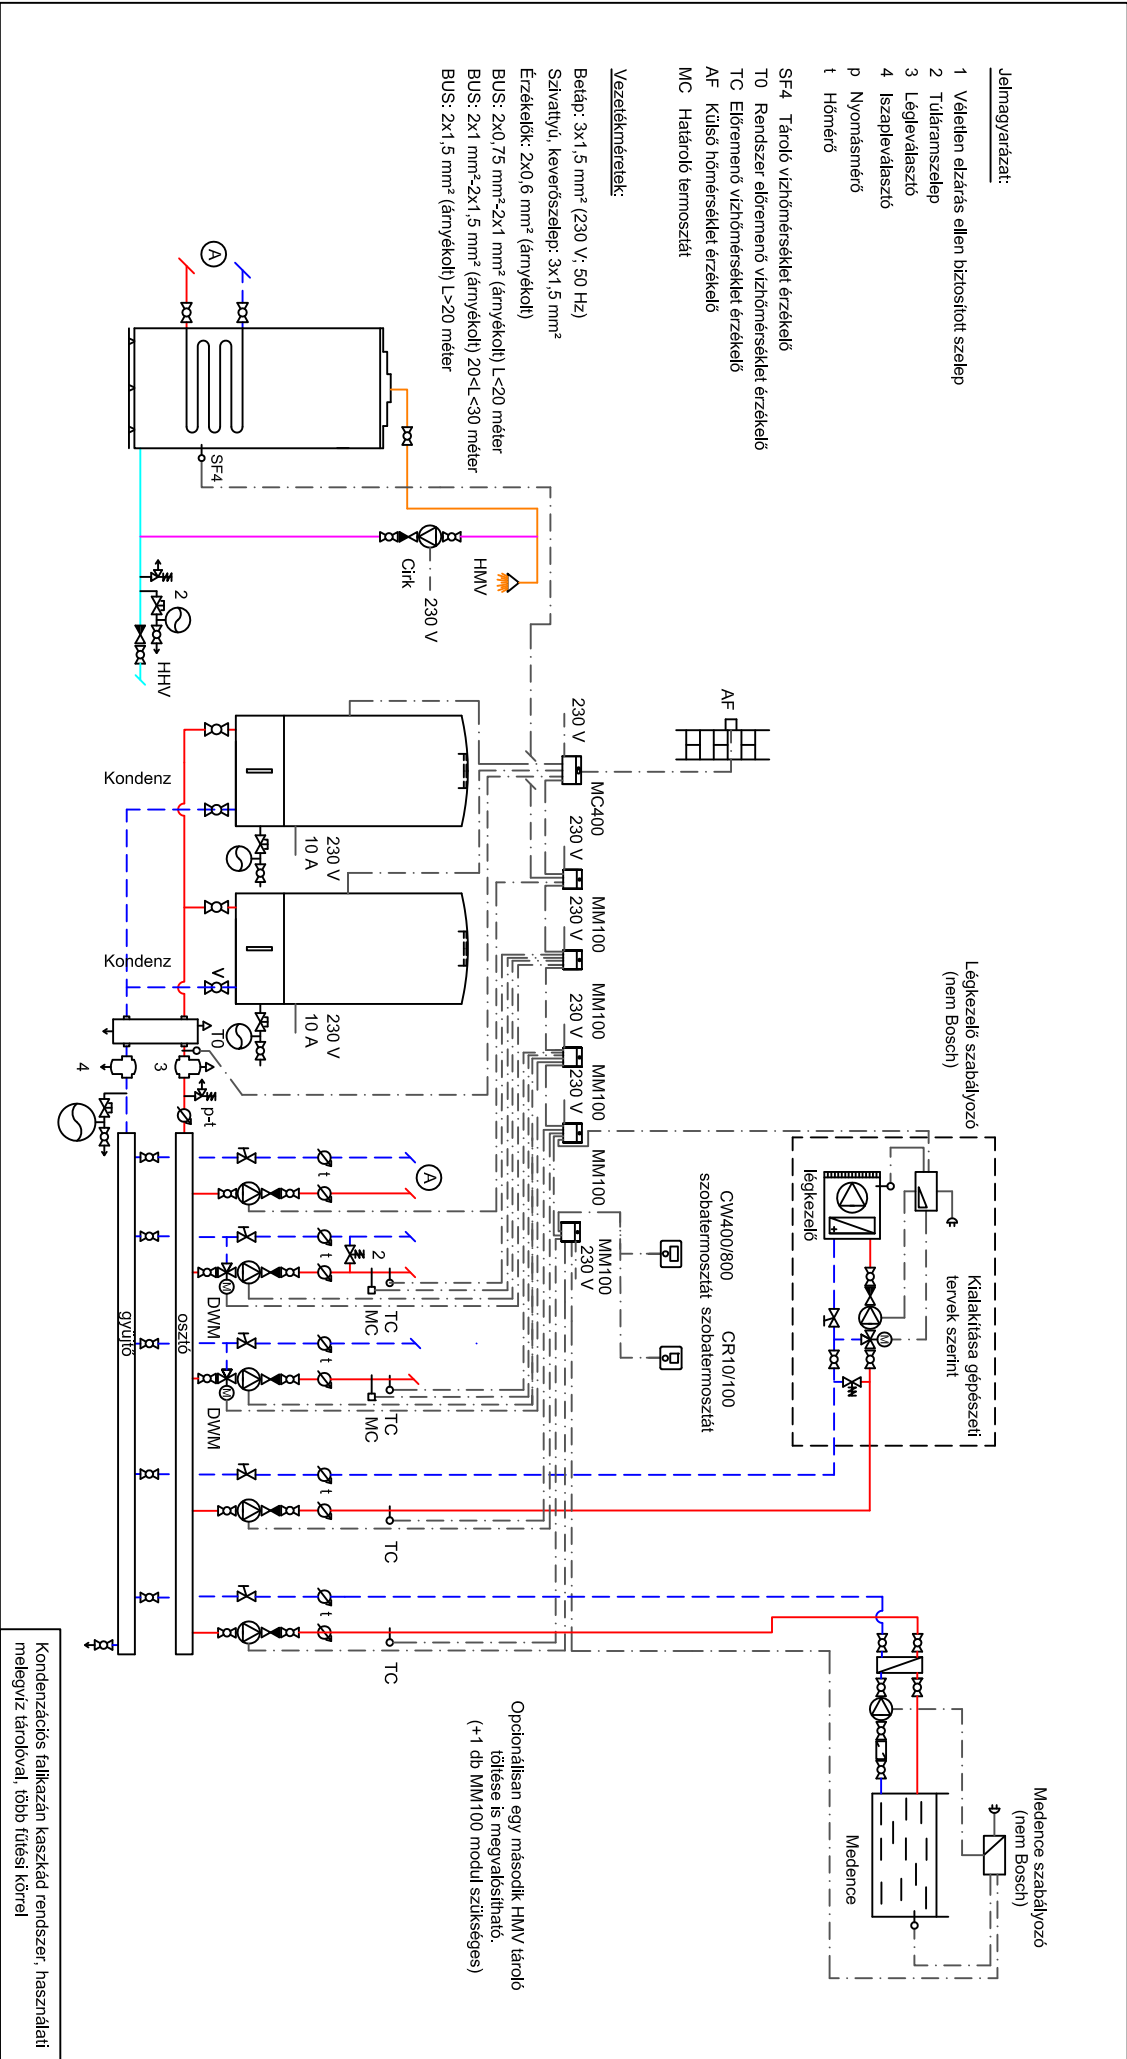 Jelmagyarázat:
1 Véletlen elzárás ellen biztosított szelep
2 Túláramszelep
3 Légleválasztó
4 Iszapleválasztó
p Nyomásmérő
t Hőmérő
SF4 Tároló vízhőmérséklet érzékelő
T0 Rendszer előremenő vízhőmérséklet érzékelő
TC Előremenő vízhőmérséklet érzékelő
AF Külső hőmérséklet érzékelő
MC Határoló termosztát
Vezetékméretek:
Betáp: 3x1,5 mm² (230 V; 50 Hz)
Szivattyú, keverőszelep: 3x1,5 mm²
Érzékelők: 2x0,6 mm² (árnyékolt)
BUS: 2x0,75 mm²-2x1 mm² (árnyékolt) L<20 méter
BUS: 2x1 mm²-2x1,5 mm² (árnyékolt) 20<L<30 méter
BUS: 2x1,5 mm² (árnyékolt) L>20 méter
A
SF4
HMV
Cirk
230 V
2
HHV
AF
230 V
MC400
230 V
MM100
230 V
MM100
230 V
MM100
230 V
MM100
MM100
230 V
Kondenz
230 V
10 A
Kondenz
230 V
10 A
V
T0
3
4
p-t
A
t
t
2
TC
MC
DWM
M
t
TC
MC
DWM
M
t
TC
t
TC
osztó
gyűjtő
CW400/800
szobatermosztát
CR10/100
szobatermosztát
Légkezelő szabályozó
(nem Bosch)
légkezelő
M
Kialakítása gépészeti
tervek szerint
Medence szabályozó
(nem Bosch)
Medence
Opcionálisan egy második HMV tároló
töltése is megvalósítható.
(+1 db MM100 modul szükséges)
Kondenzációs falikazán kaszkád rendszer, használati
melegvíz tárolóval, több fűtési körrel